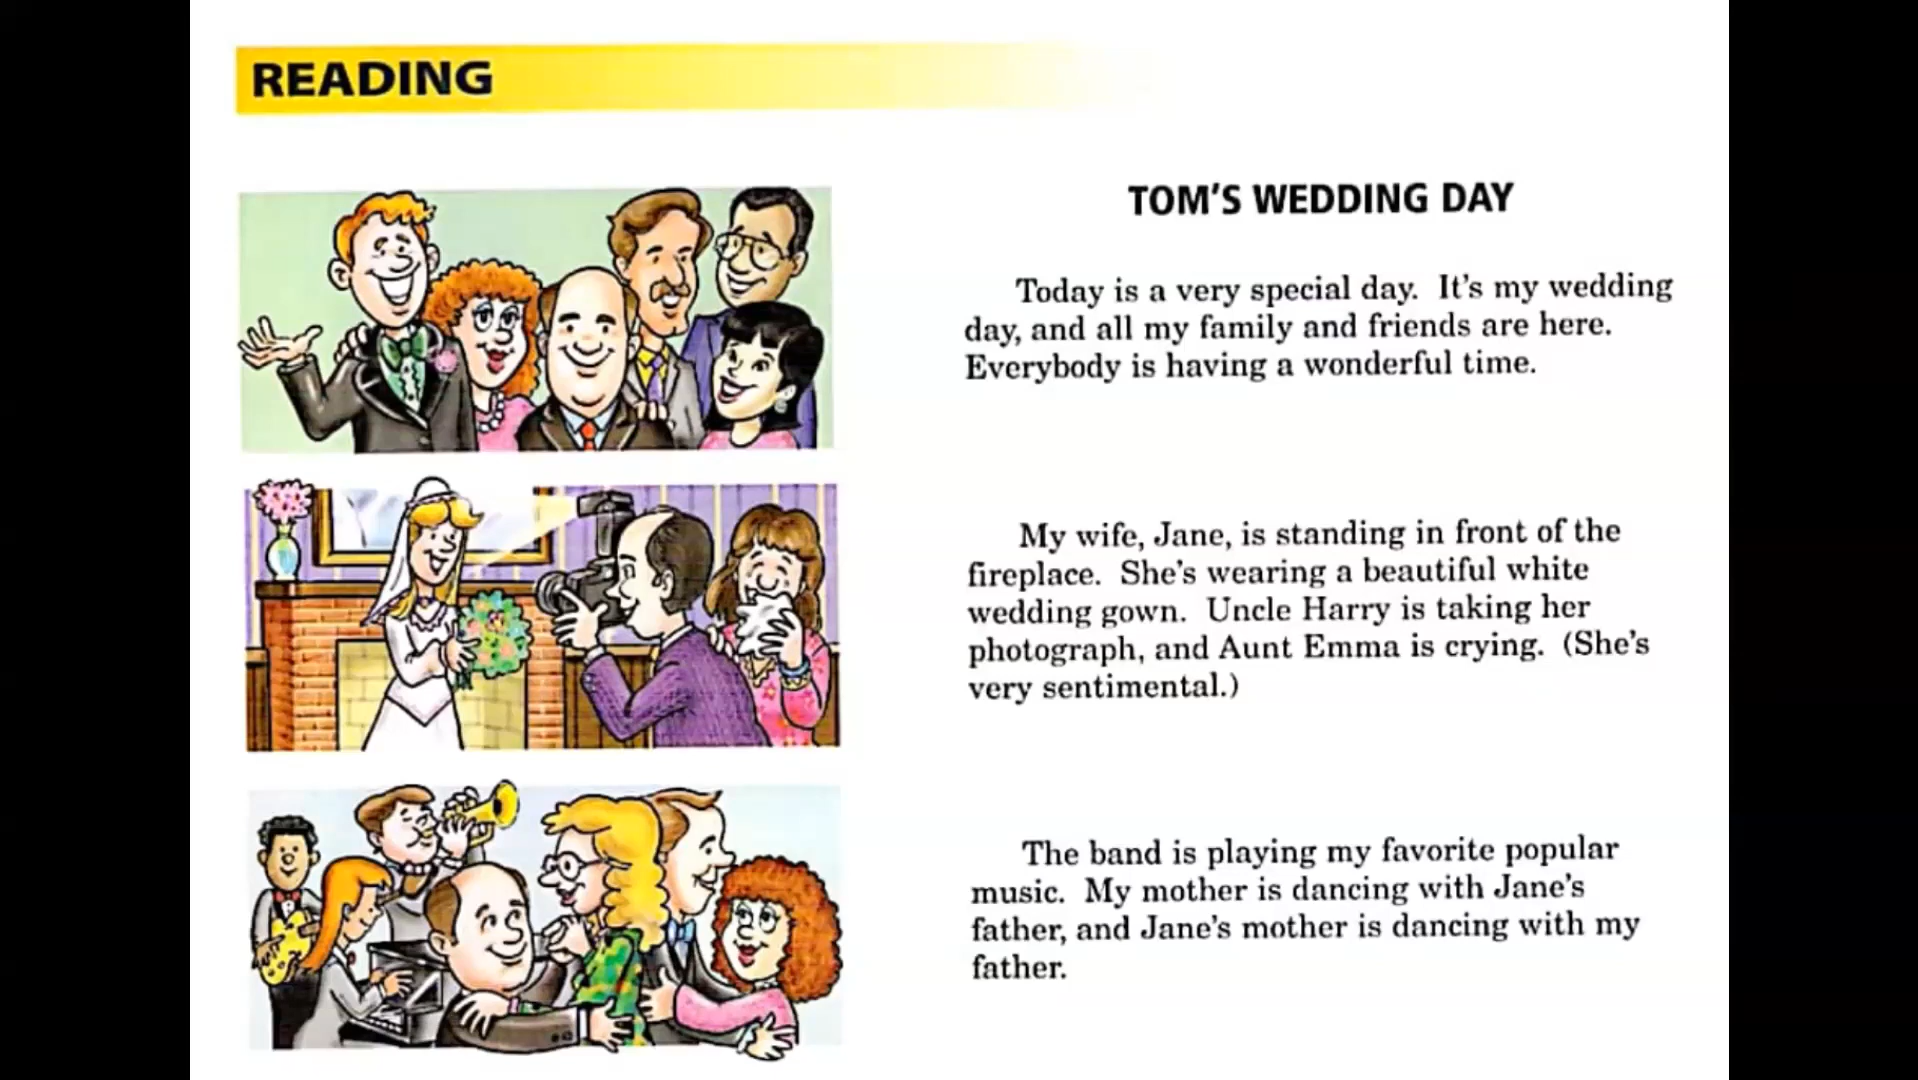 READING
TOM'S WEDDING DAY
Today is a very special day. It's my wedding
day, and all my family and friends are here.
Everybody is having a wonderful time.
My wife, Jane, is standing in front of the
fireplace. She's wearing a beautiful white
wedding gown. Uncle Harry is taking her
photograph, and Aunt Emma is crying. (She's
very sentimental.)
The band is playing my favorite popular
music. My mother is dancing with Jane's
father, and Jane's mother is dancing with my
father.